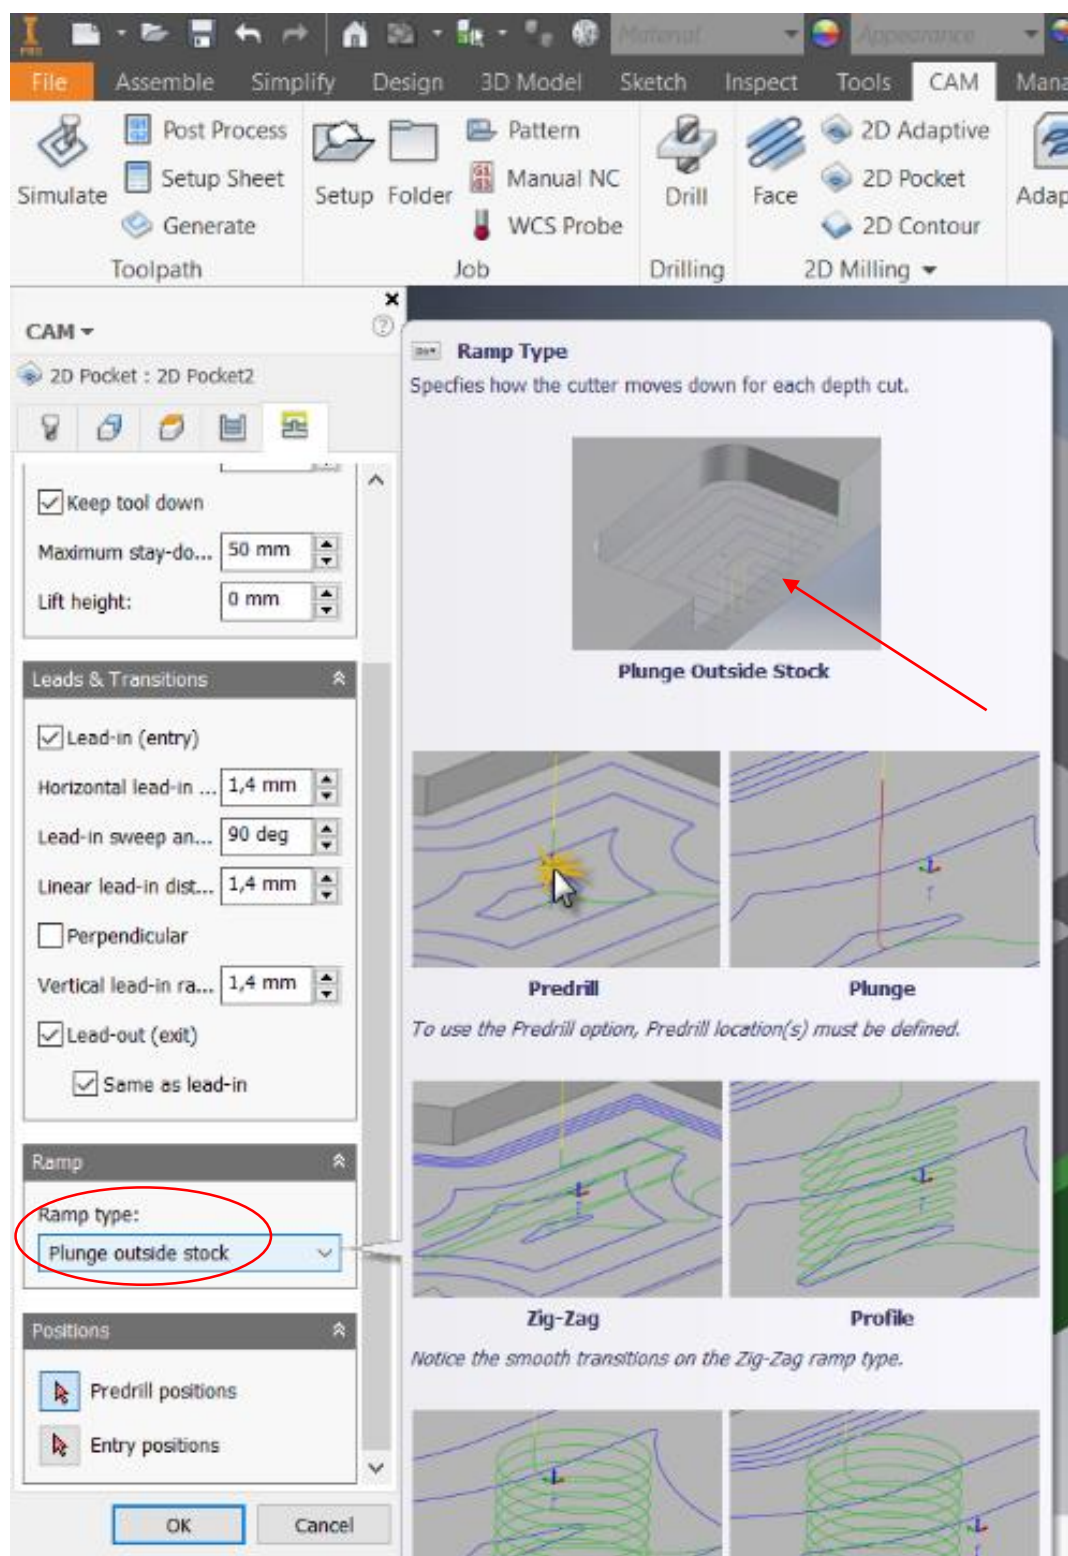 PRO
Material
Appearance
File Assemble Simplify Design 3D Model Sketch Inspect Tools CAM Mana
Simulate
Post Process
Setup Sheet
Generate
Toolpath
Setup Folder
Pattern
G1
G3
Manual NC
WCS Probe
Job
Drill
Drilling
Face
2D Adaptive
2D Pocket
2D Contour
2D Milling
Adap
CAM
2D Pocket : 2D Pocket2
Keep tool down
Maximum stay-do... 50 mm
Lift height: 0 mm
Leads & Transitions
Lead-in (entry)
Horizontal lead-in ... 1,4 mm
Lead-in sweep an... 90 deg
Linear lead-in dist... 1,4 mm
Perpendicular
Vertical lead-in ra... 1,4 mm
Lead-out (exit)
Same as lead-in
Ramp
Ramp type:
Plunge outside stock
Positions
Predrill positions
Entry positions
OK Cancel
Ramp Type
Specfies how the cutter moves down for each depth cut.
Plunge Outside Stock
Predrill Plunge
To use the Predrill option, Predrill location(s) must be defined.
Zig-Zag Profile
Notice the smooth transitions on the Zig-Zag ramp type.